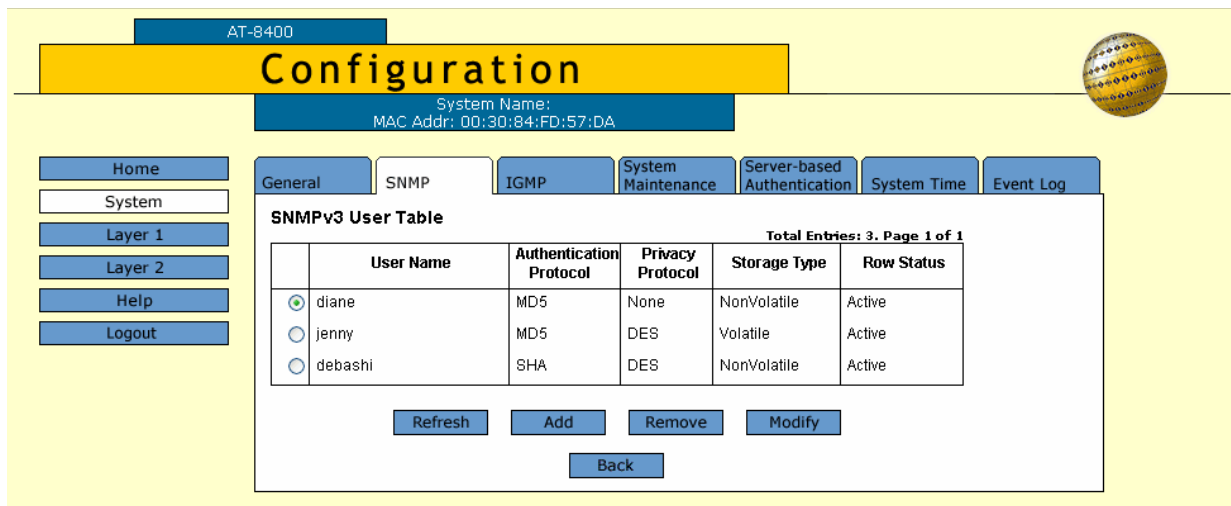 AT-8400
Configuration
System Name:
MAC Addr: 00:30:84:FD:57:DA
Home
System
Layer 1
Layer 2
Help
Logout
General
SNMP
IGMP
System
Maintenance
Server-based
Authentication
System Time
Event Log
SNMPv3 User Table
Total Entries: 3. Page 1 of 1
User Name Authentication Protocol Privacy Protocol Storage Type Row Status
diane MD5 None NonVolatile Active
jenny MD5 DES Volatile Active
debashi SHA DES NonVolatile Active
Refresh Add Remove Modify
Back